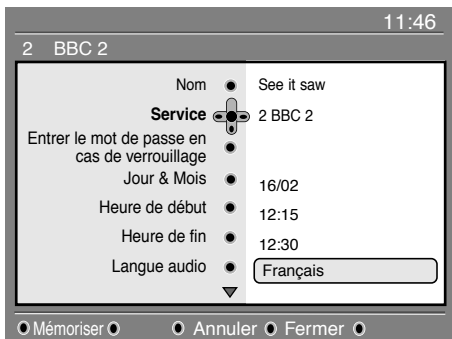 11:46
2 BBC 2
Nom See it saw
Service 2 BBC 2
Entrer le mot de passe en
cas de verrouillage
Jour & Mois 16/02
Heure de début 12:15
Heure de fin 12:30
Langue audio Français
Mémoriser Annuler Fermer